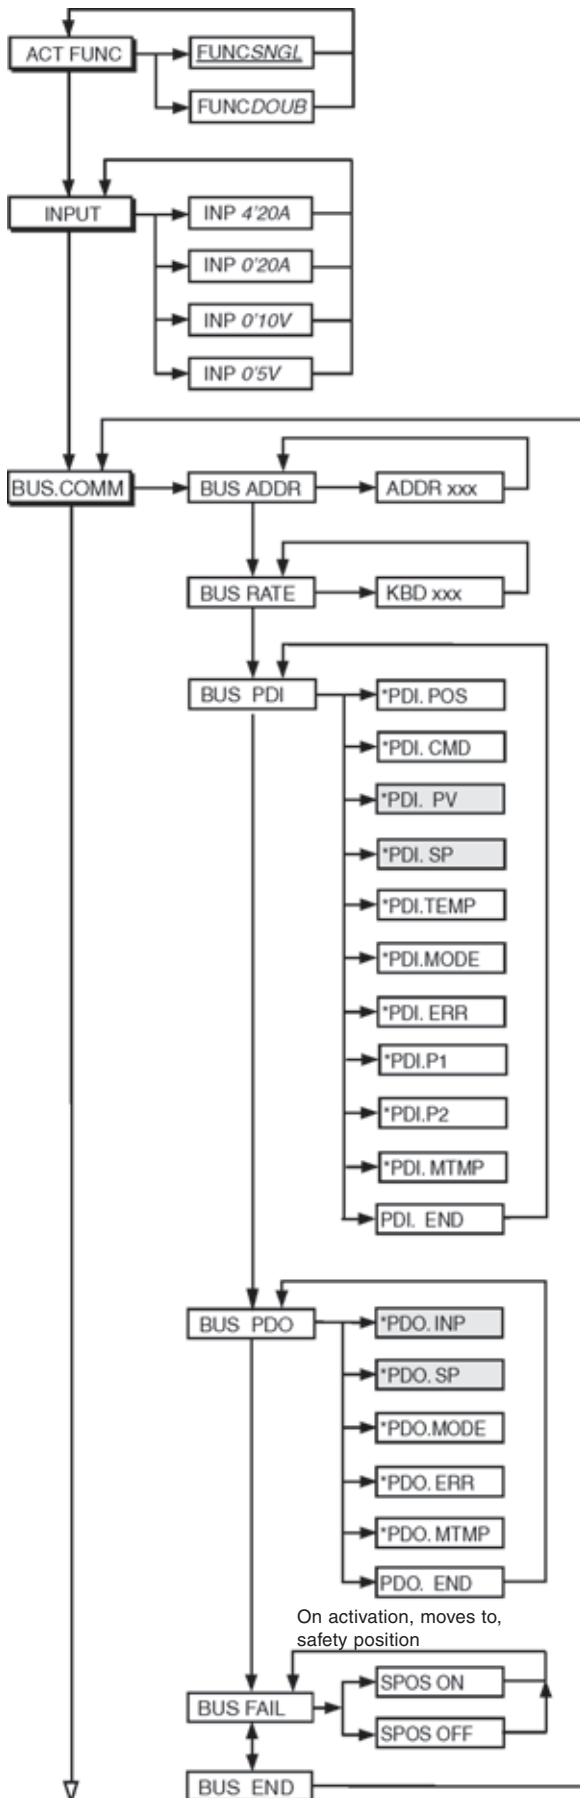 ACT FUNC
FUNCSNGL
FUNCDOUB
INPUT
INP 4'20A
INP 0'20A
INP 0'10V
INP 0'5V
BUS.COMM
BUS ADDR
ADDR xxx
BUS RATE
KBD xxx
BUS PDI
*PDI. POS
*PDI. CMD
*PDI. PV
*PDI. SP
*PDI.TEMP
*PDI.MODE
*PDI. ERR
*PDI.P1
*PDI.P2
*PDI. MTMP
PDI. END
BUS PDO
*PDO. INP
*PDO. SP
*PDO.MODE
*PDO. ERR
*PDO. MTMP
PDO. END
On activation, moves to,
safety position
BUS FAIL
SPOS ON
SPOS OFF
BUS END